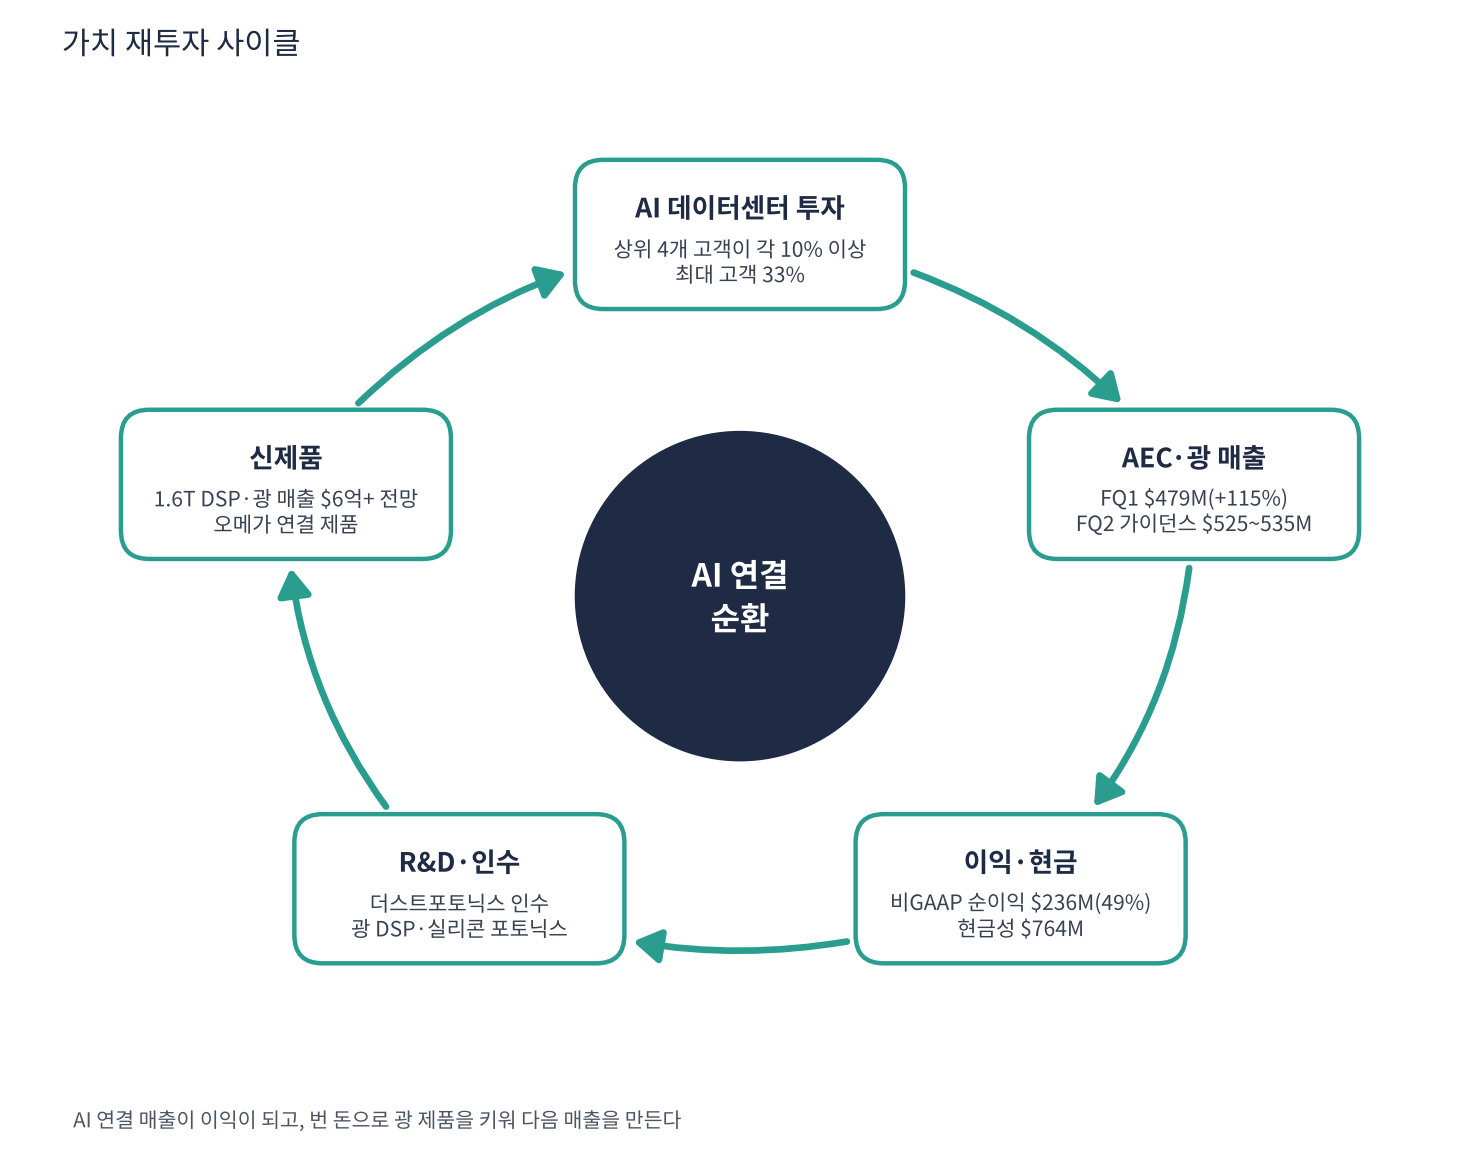 가치 재투자 사이클
AI 데이터센터 투자
상위 4개 고객이 각 10% 이상
최대 고객 33%
신제품
1.6T DSP·광 매출 $6억+ 전망
오메가 연결 제품
AEC·광 매출
FQ1 $479M(+115%)
FQ2 가이던스 $525~535M
AI 연결
순환
R&D·인수
더스트포토닉스 인수
광 DSP·실리콘 포토닉스
이익·현금
비GAAP 순이익 $236M(49%)
현금성 $764M
AI 연결 매출이 이익이 되고, 번 돈으로 광 제품을 키워 다음 매출을 만든다